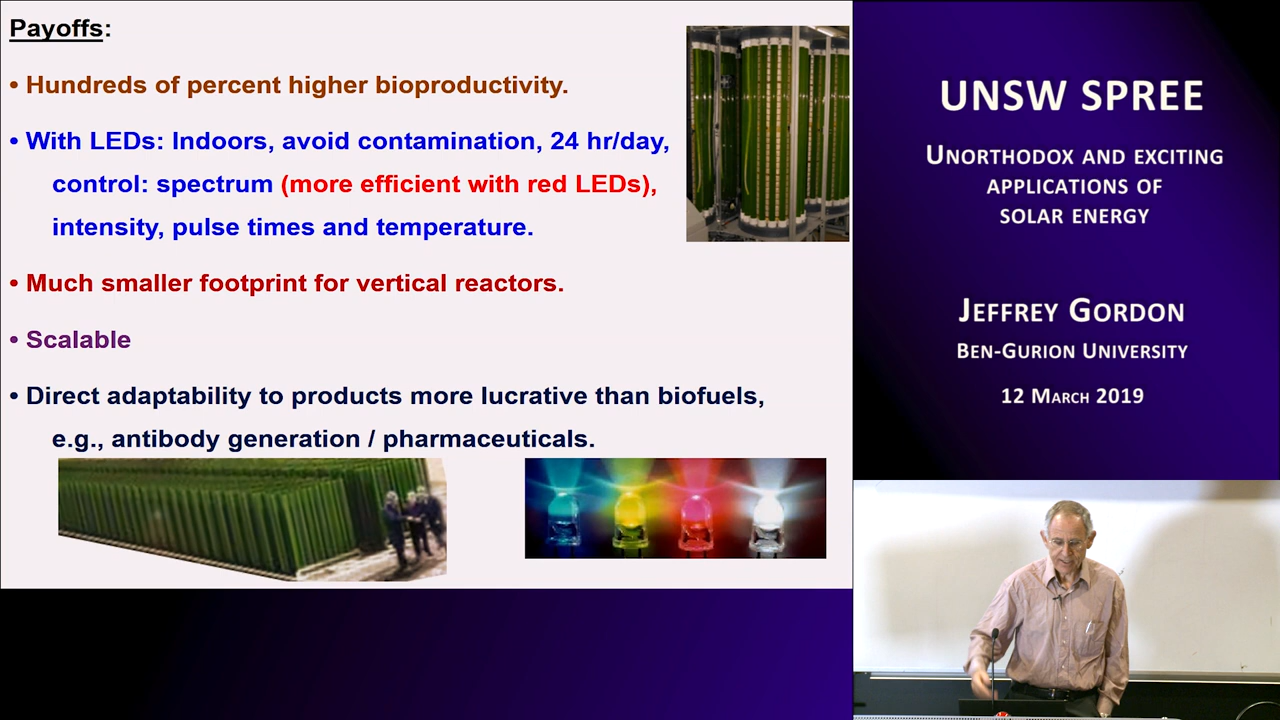 Payoffs:
• Hundreds of percent higher bioproductivity.
• With LEDs: Indoors, avoid contamination, 24 hr/day,
control: spectrum (more efficient with red LEDs),
intensity, pulse times and temperature.
• Much smaller footprint for vertical reactors.
• Scalable
• Direct adaptability to products more lucrative than biofuels,
e.g., antibody generation / pharmaceuticals.
UNSW SPREE
UNORTHODOX AND EXCITING
APPLICATIONS OF
SOLAR ENERGY
JEFFREY GORDON
BEN-GURION UNIVERSITY
12 MARCH 2019